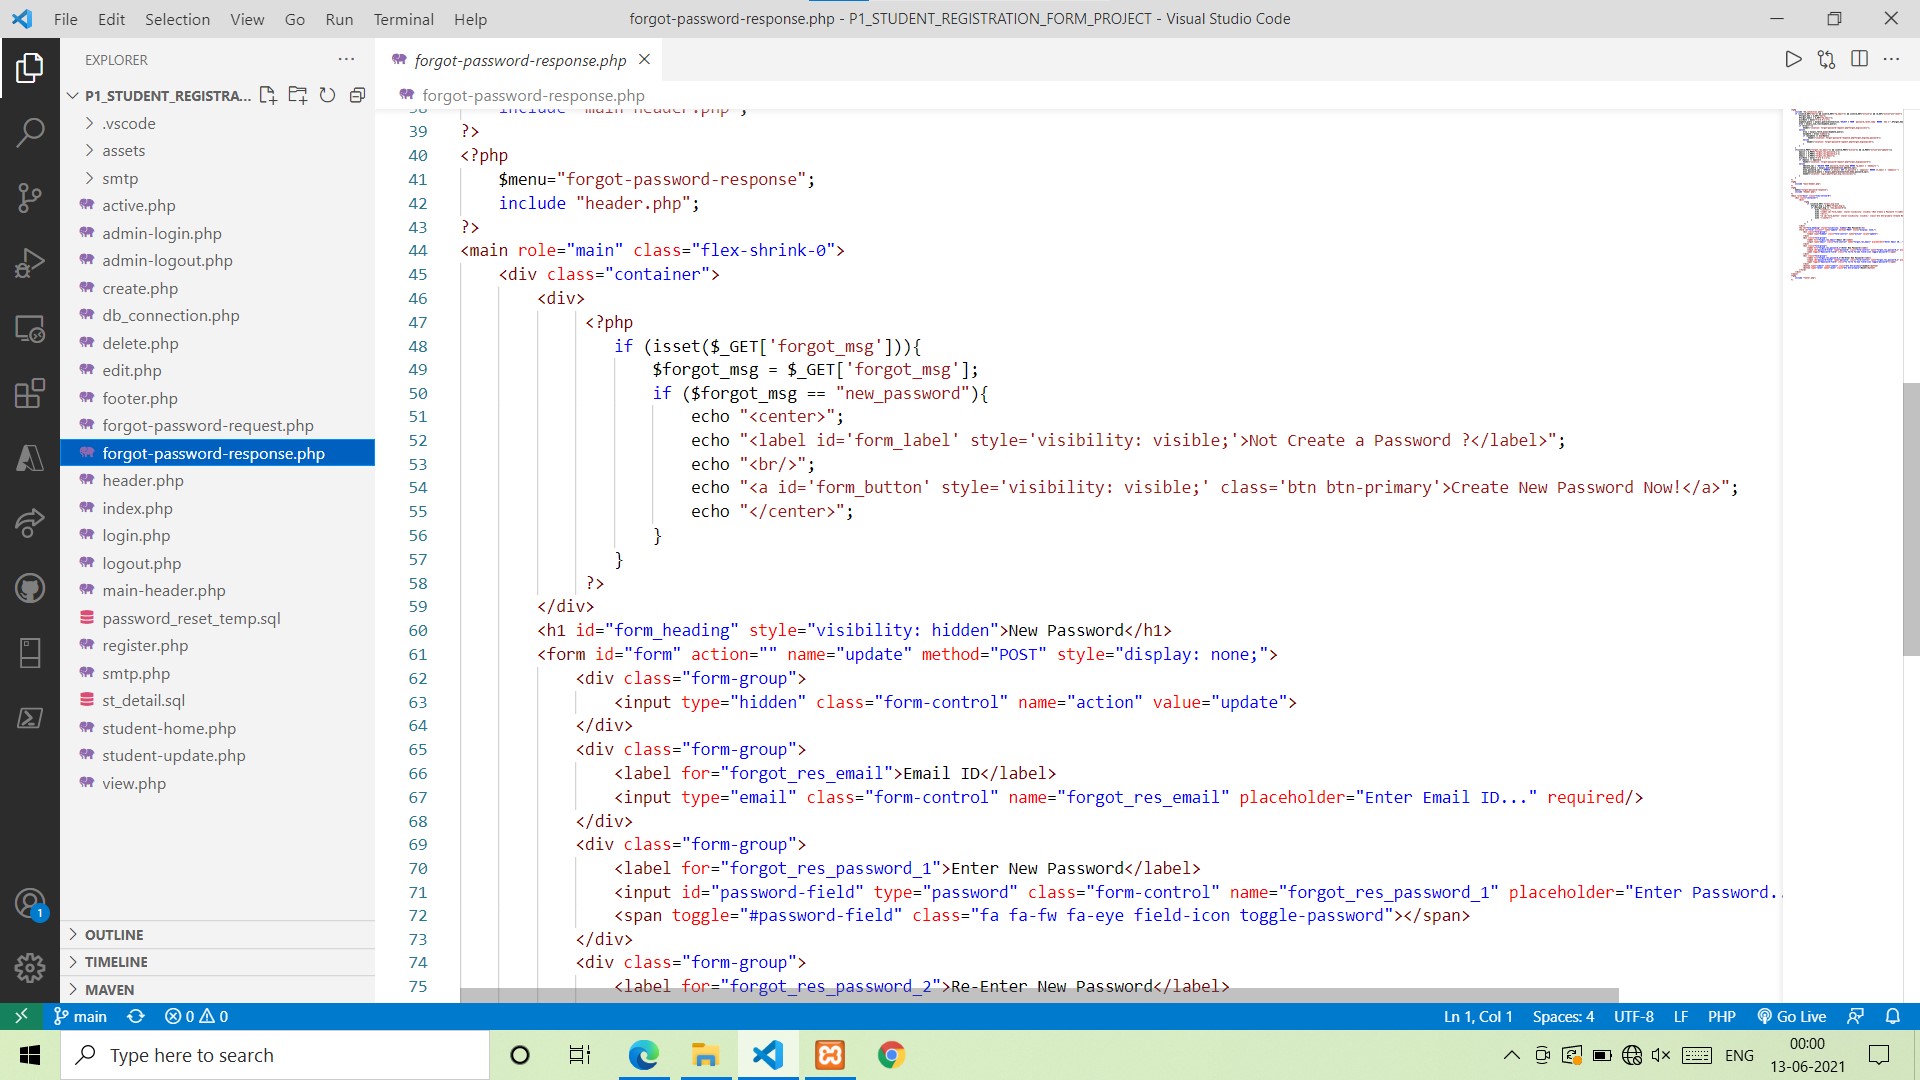 File Edit Selection View Go Run Terminal Help
forgot-password-response.php - P1_STUDENT_REGISTRATION_FORM_PROJECT - Visual Studio Code
EXPLORER
P1_STUDENT_REGISTRA...
.vscode
assets
smtp
active.php
admin-login.php
admin-logout.php
create.php
db_connection.php
delete.php
edit.php
footer.php
forgot-password-request.php
forgot-password-response.php
header.php
index.php
login.php
logout.php
main-header.php
password_reset_temp.sql
register.php
smtp.php
st_detail.sql
student-home.php
student-update.php
view.php
OUTLINE
TIMELINE
MAVEN
1
forgot-password-response.php
forgot-password-response.php
38 include "main-header.php";
39 ?>
40 <?php
41 $menu="forgot-password-response";
42 include "header.php";
43 ?>
44 <main role="main" class="flex-shrink-0">
45 <div class="container">
46 <div>
47 <?php
48 if (isset($_GET['forgot_msg'])){
49 $forgot_msg = $_GET['forgot_msg'];
50 if ($forgot_msg == "new_password"){
51 echo "<center>";
52 echo "<label id='form_label' style='visibility: visible;'>Not Create a Password ?</label>";
53 echo "<br/>";
54 echo "<a id='form_button' style='visibility: visible;' class='btn btn-primary'>Create New Password Now!</a>";
55 echo "</center>";
56 }
57 }
58 ?>
59 </div>
60 <h1 id="form_heading" style="visibility: hidden">New Password</h1>
61 <form id="form" action="" name="update" method="POST" style="display: none;">
62 <div class="form-group">
63 <input type="hidden" class="form-control" name="action" value="update">
64 </div>
65 <div class="form-group">
66 <label for="forgot_res_email">Email ID</label>
67 <input type="email" class="form-control" name="forgot_res_email" placeholder="Enter Email ID..." required/>
68 </div>
69 <div class="form-group">
70 <label for="forgot_res_password_1">Enter New Password</label>
71 <input id="password-field" type="password" class="form-control" name="forgot_res_password_1" placeholder="Enter Password..
72 <span toggle="#password-field" class="fa fa-fw fa-eye field-icon toggle-password"></span>
73 </div>
74 <div class="form-group">
75 <label for="forgot_res_password_2">Re-Enter New Password</label>
main 0 0 Ln 1, Col 1 Spaces: 4 UTF-8 LF PHP Go Live
Type here to search
ENG
00:00
13-06-2021